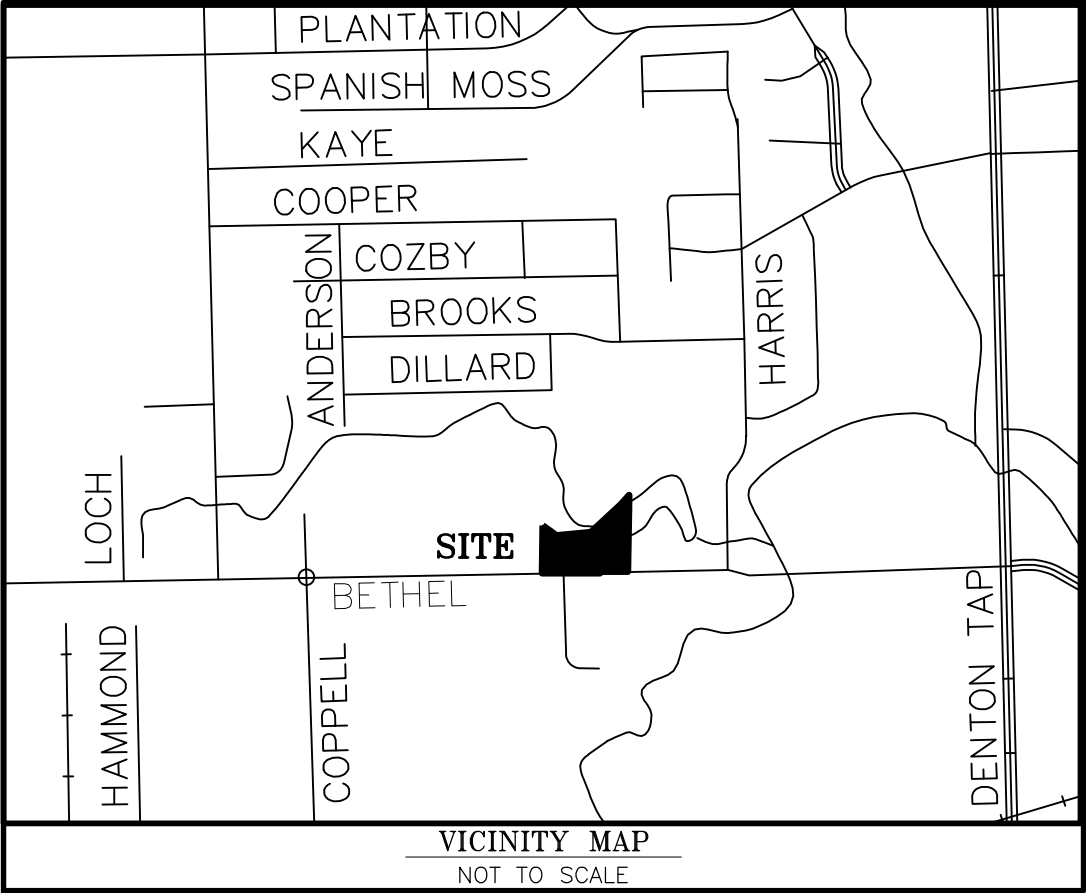 PLANTATION
SPANISH MOSS
KAYE
COOPER
ANDERSON
COZBY
BROOKS
HARRIS
DILLARD
LOCH
SITE
BETHEL
HAMMOND
COPPELL
DENTON TAP
VICINITY MAP
NOT TO SCALE